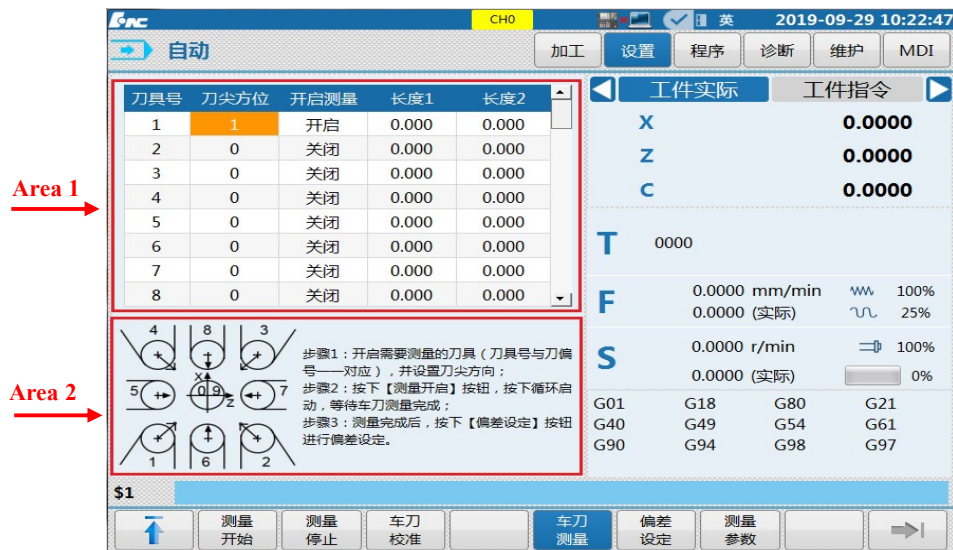 HNC CH0 英 2019-09-29 10:22:47
自动 加工 设置 程序 诊断 维护 MDI
Area 1
刀具号 刀尖方位 开启测量 长度1 长度2
1 1 开启 0.000 0.000
2 0 关闭 0.000 0.000
3 0 关闭 0.000 0.000
4 0 关闭 0.000 0.000
5 0 关闭 0.000 0.000
6 0 关闭 0.000 0.000
7 0 关闭 0.000 0.000
8 0 关闭 0.000 0.000
工件实际 工件指令
X 0.0000
Z 0.0000
C 0.0000
T 0000
F 0.0000 mm/min 100%
0.0000 (实际) 25%
S 0.0000 r/min 100%
0.0000 (实际) 0%
G01 G18 G80 G21
G40 G49 G54 G61
G90 G94 G98 G97
Area 2
4 8 3
X
5 0 9 7
Z
1 6 2
步骤1：开启需要测量的刀具（刀具号与刀偏
号一一对应），并设置刀尖方向；
步骤2：按下【测量开启】按钮，按下循环启
动，等待车刀测量完成；
步骤3：测量完成后，按下【偏差设定】按钮
进行偏差设定。
$1
测量
开始
测量
停止
车刀
校准
车刀
测量
偏差
设定
测量
参数